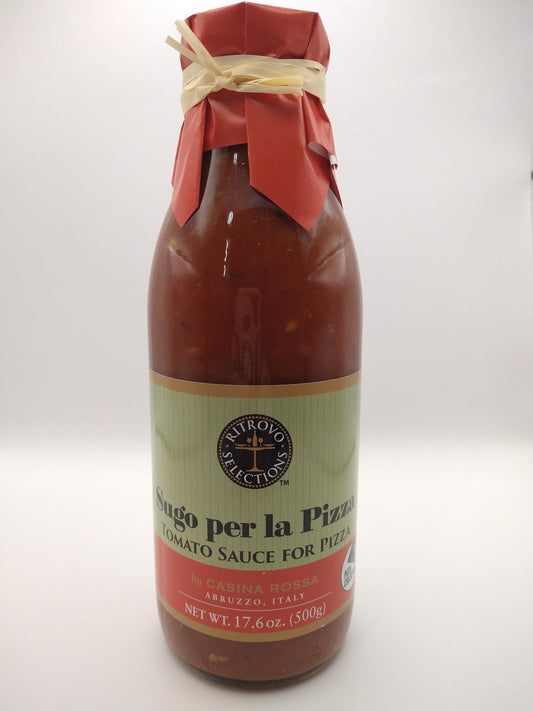 RITROVO
SELECTIONS
TM
Sugo per la Pizza
TOMATO SAUCE FOR PIZZA
by CASINA ROSSA
ABRUZZO, ITALY
NET WT. 17.6 oz. (500g)